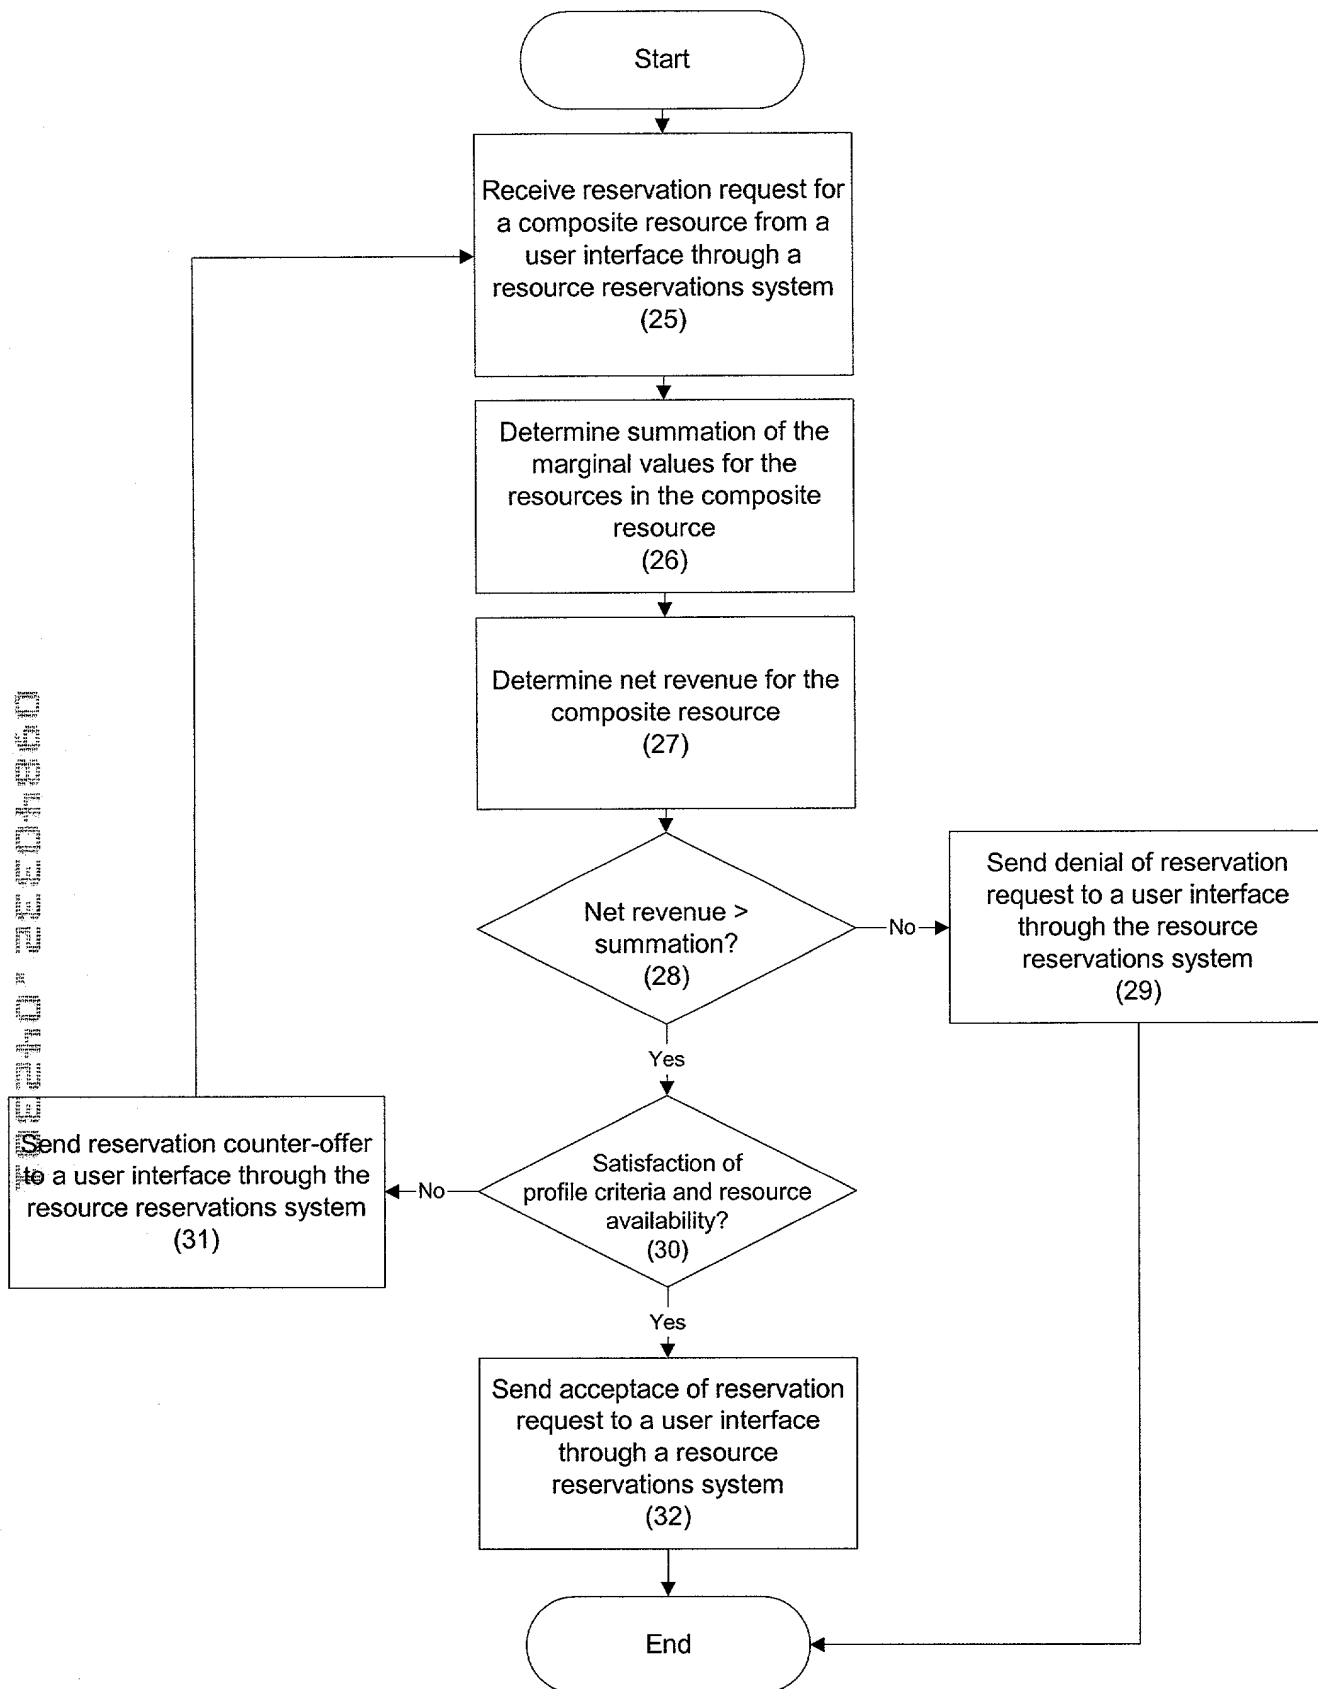 Start
Receive reservation request for
a composite resource from a
user interface through a
resource reservations system
(25)
Determine summation of the
marginal values for the
resources in the composite
resource
(26)
Determine net revenue for the
composite resource
(27)
Net revenue >
summation?
(28)
No
Send denial of reservation
request to a user interface
through the resource
reservations system
(29)
Yes
Satisfaction of
profile criteria and resource
availability?
(30)
No
Send reservation counter-offer
to a user interface through the
resource reservations system
(31)
Yes
Send acceptace of reservation
request to a user interface
through a resource
reservations system
(32)
End